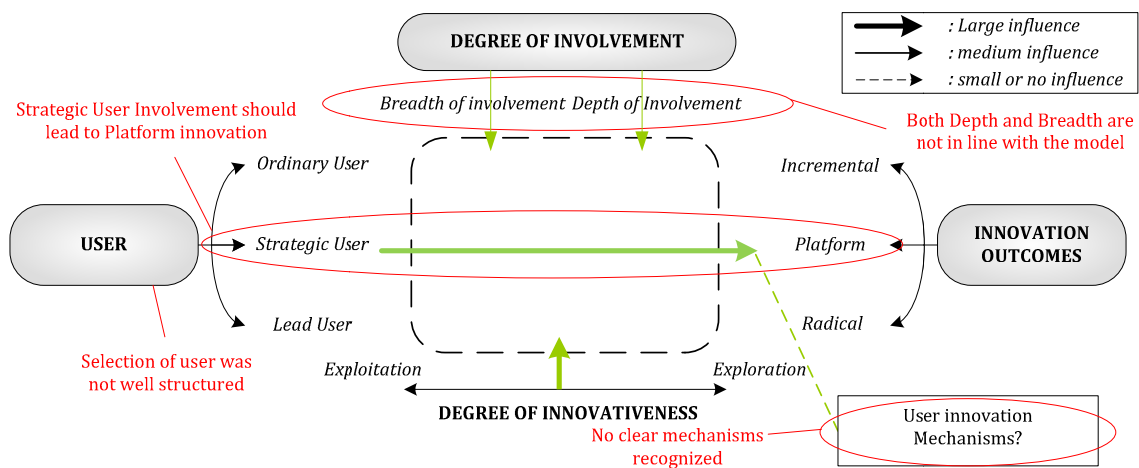 DEGREE OF INVOLVEMENT
: Large influence
: medium influence
: small or no influence
Breadth of involvement Depth of Involvement
Strategic User Involvement should
lead to Platform innovation
Both Depth and Breadth are
not in line with the model
Ordinary User
Incremental
USER
Strategic User
Platform
INNOVATION
OUTCOMES
Lead User
Radical
Selection of user was
not well structured
Exploitation
Exploration
DEGREE OF INNOVATIVENESS
No clear mechanisms
recognized
User innovation
Mechanisms?